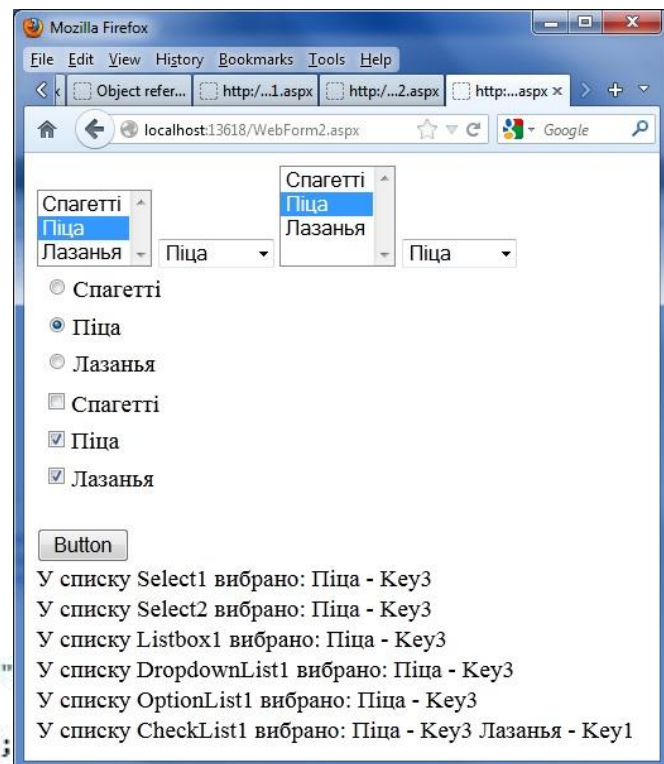 Mozilla Firefox
File Edit View History Bookmarks Tools Help
Object refer... http:/...1.aspx http:/...2.aspx http:...aspx ×
localhost:13618/WebForm2.aspx Google
Спагетті
Піца
Лазанья
Піца
Спагетті
Піца
Лазанья
Піца
Спагетті
Піца
Лазанья
Спагетті
Піца
Лазанья
Button
У списку Select1 вибрано: Піца - Key3
У списку Select2 вибрано: Піца - Key3
У списку Listbox1 вибрано: Піца - Key3
" У списку DropdownList1 вибрано: Піца - Key3
У списку OptionList1 вибрано: Піца - Key3
; У списку CheckList1 вибрано: Піца - Key3 Лазанья - Key1